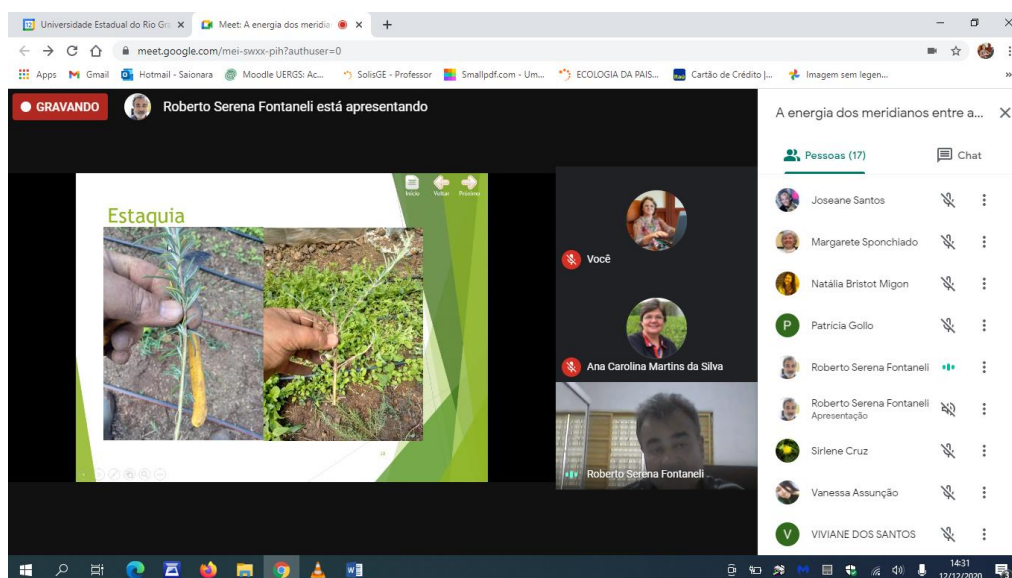 Universidade Estadual do Rio Gr
Meet: A energia dos meridia
meet.google.com/mei-swxx-pih?authuser=0
Apps
Gmail
Hotmail - Saionara
Moodle UERGS: Ac...
SolisGE - Professor
Smallpdf.com - Um...
ECOLOGIA DA PAIS...
Cartão de Crédito |...
Imagem sem legen...
GRAVANDO
Roberto Serena Fontaneli está apresentando
Início
Voltar
Próximo
Estaquia
Você
Ana Carolina Martins da Silva
Roberto Serena Fontaneli
A energia dos meridianos entre a...
Pessoas (17)
Chat
Joseane Santos
Margarete Sponchiado
Natália Bristot Migon
P
Patricia Gollo
Roberto Serena Fontaneli
Roberto Serena Fontaneli
Apresentação
Sirlene Cruz
Vanessa Assunção
V
VIVIANE DOS SANTOS
14:31
12/12/2020